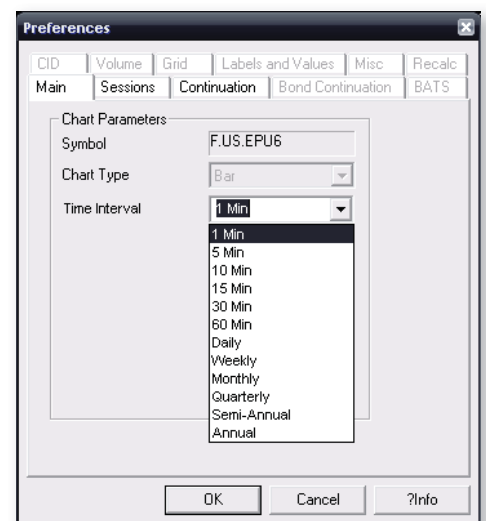 Preferences
CID Volume Grid Labels and Values Misc Recalc
Main Sessions Continuation Bond Continuation BATS
Chart Parameters
Symbol F.US.EPU6
Chart Type Bar
Time Interval 1 Min
1 Min
5 Min
10 Min
15 Min
30 Min
60 Min
Daily
Weekly
Monthly
Quarterly
Semi-Annual
Annual
OK Cancel ?Info